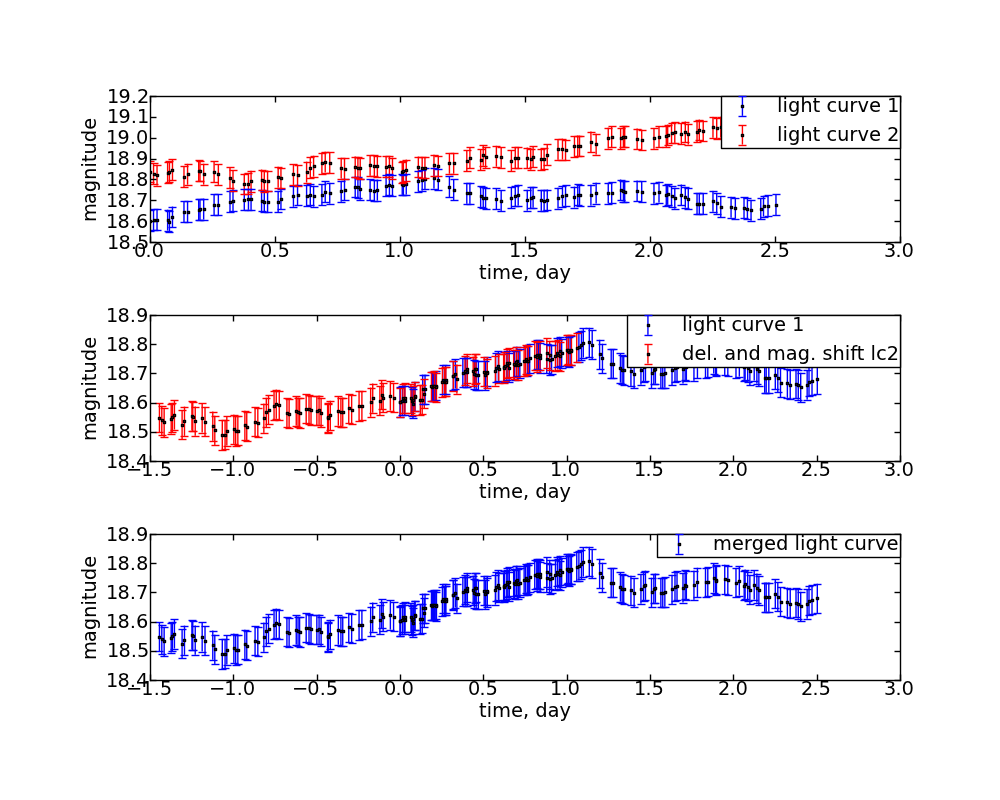 19.2
19.1
19.0
18.9
18.8
18.7
18.6
18.5
magnitude
light curve 1
light curve 2
0.0 0.5 1.0 1.5 2.0 2.5 3.0
time, day
18.9
18.8
18.7
18.6
18.5
18.4
magnitude
light curve 1
del. and mag. shift lc2
−1.5 −1.0 −0.5 0.0 0.5 1.0 1.5 2.0 2.5 3.0
time, day
18.9
18.8
18.7
18.6
18.5
18.4
magnitude
merged light curve
−1.5 −1.0 −0.5 0.0 0.5 1.0 1.5 2.0 2.5 3.0
time, day